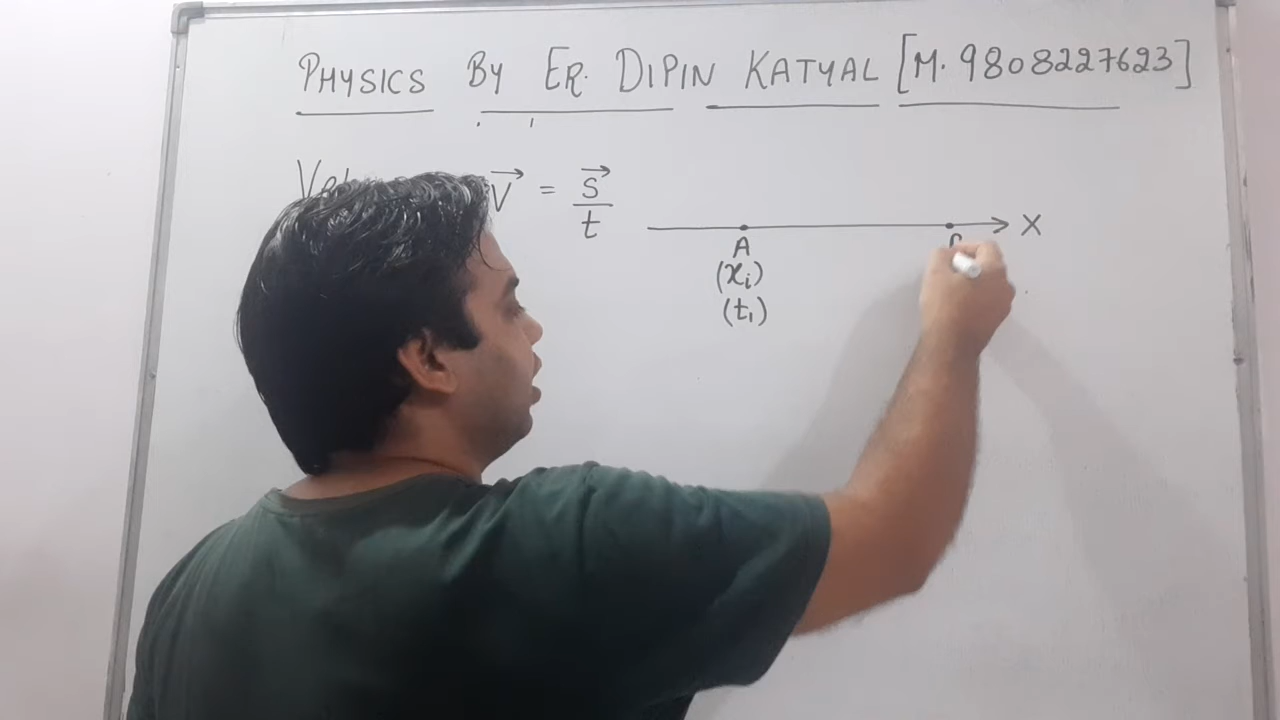 PHYSICS BY ER. DIPIN KATYAL [M. 9808227623]
V⃗ = S⃗/t
X
A
(xi)
(t1)